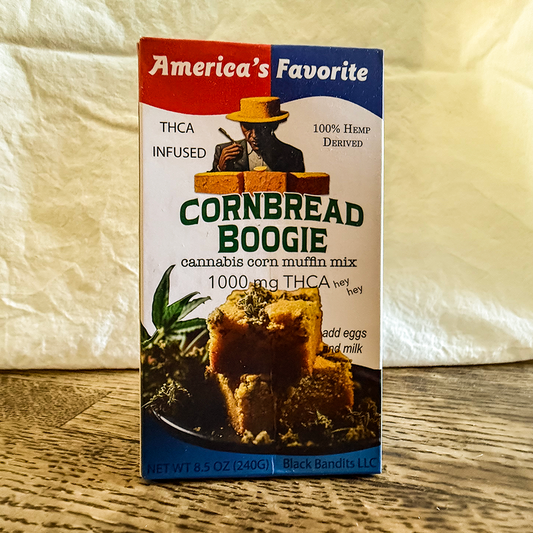 America's Favorite
THCA
INFUSED
100% HEMP
DERIVED
CORNBREAD
BOOGIE
cannabis corn muffin mix
1000 mg THCA hey
hey
add eggs
and milk
NET WT 8.5 OZ (240G)
Black Bandits LLC